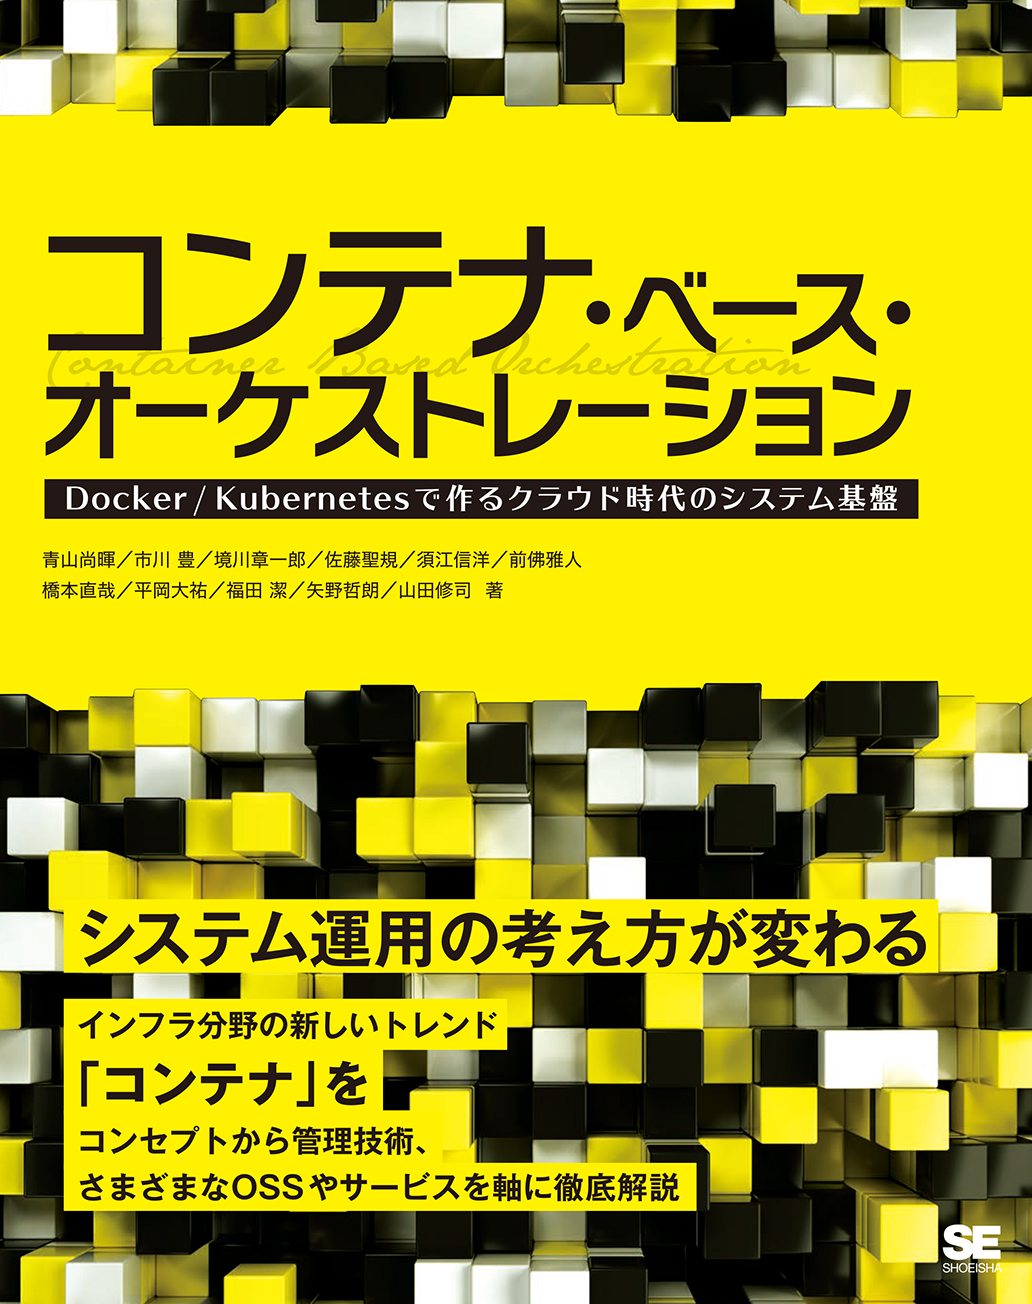 コンテナ・ベース・
Container Based Orchestration
オーケストレーション
Docker/Kubernetesで作るクラウド時代のシステム基盤
青山尚暉／市川 豊／境川章一郎／佐藤聖規／須江信洋／前佛雅人
橋本直哉／平岡大祐／福田 潔／矢野哲朗／山田修司 著
システム運用の考え方が変わる
インフラ分野の新しいトレンド
「コンテナ」を
コンセプトから管理技術、
さまざまなOSSやサービスを軸に徹底解説
SE
SHOEISHA